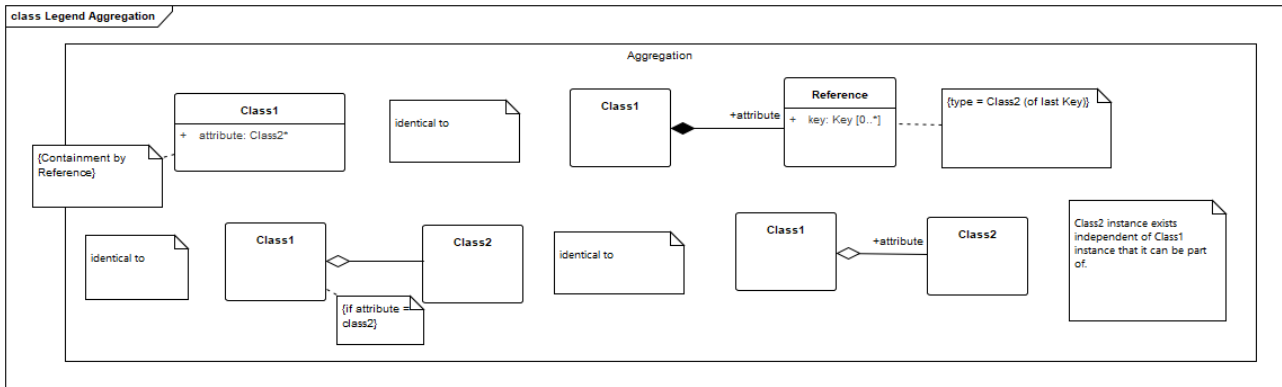 class Legend Aggregation
Aggregation
Class1
+ attribute: Class2*
{Containment by
Reference}
identical to
Class1
+attribute
Reference
+ key: Key [0..*]
{type = Class2 (of last Key)}
identical to
Class1
Class2
{if attribute =
class2}
identical to
Class1
+attribute
Class2
Class2 instance exists
independent of Class1
instance that it can be part
of.